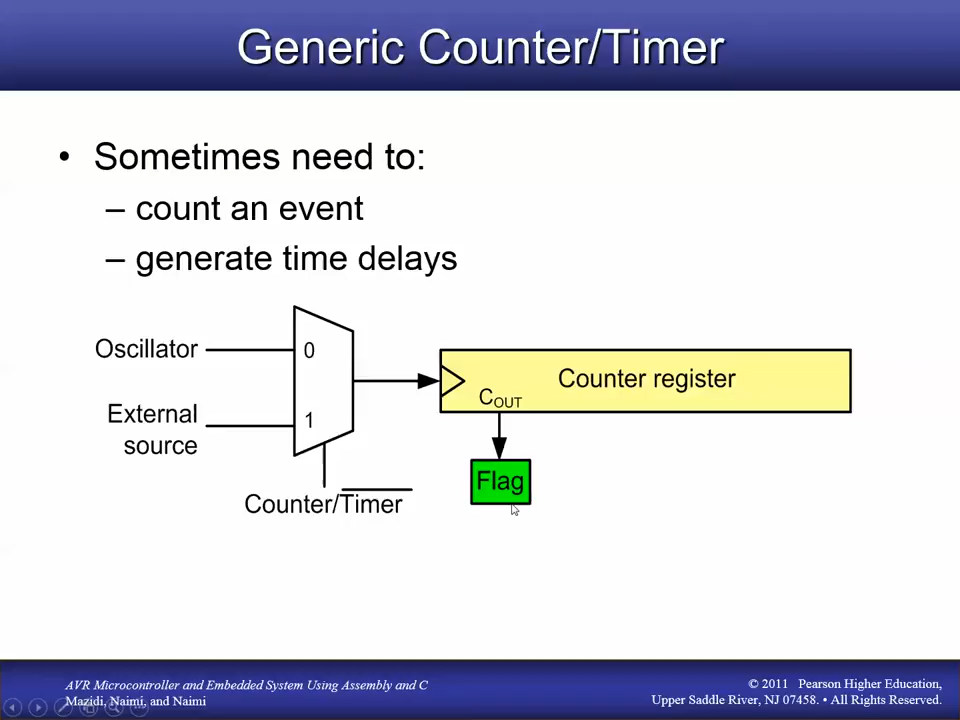 Generic Counter/Timer
• Sometimes need to:
– count an event
– generate time delays
Oscillator
0
External
source
1
Counter/Timer
Counter register
COUT
Flag
AVR Microcontroller and Embedded System Using Assembly and C
Mazidi, Naimi, and Naimi
© 2011 Pearson Higher Education,
Upper Saddle River, NJ 07458. • All Rights Reserved.